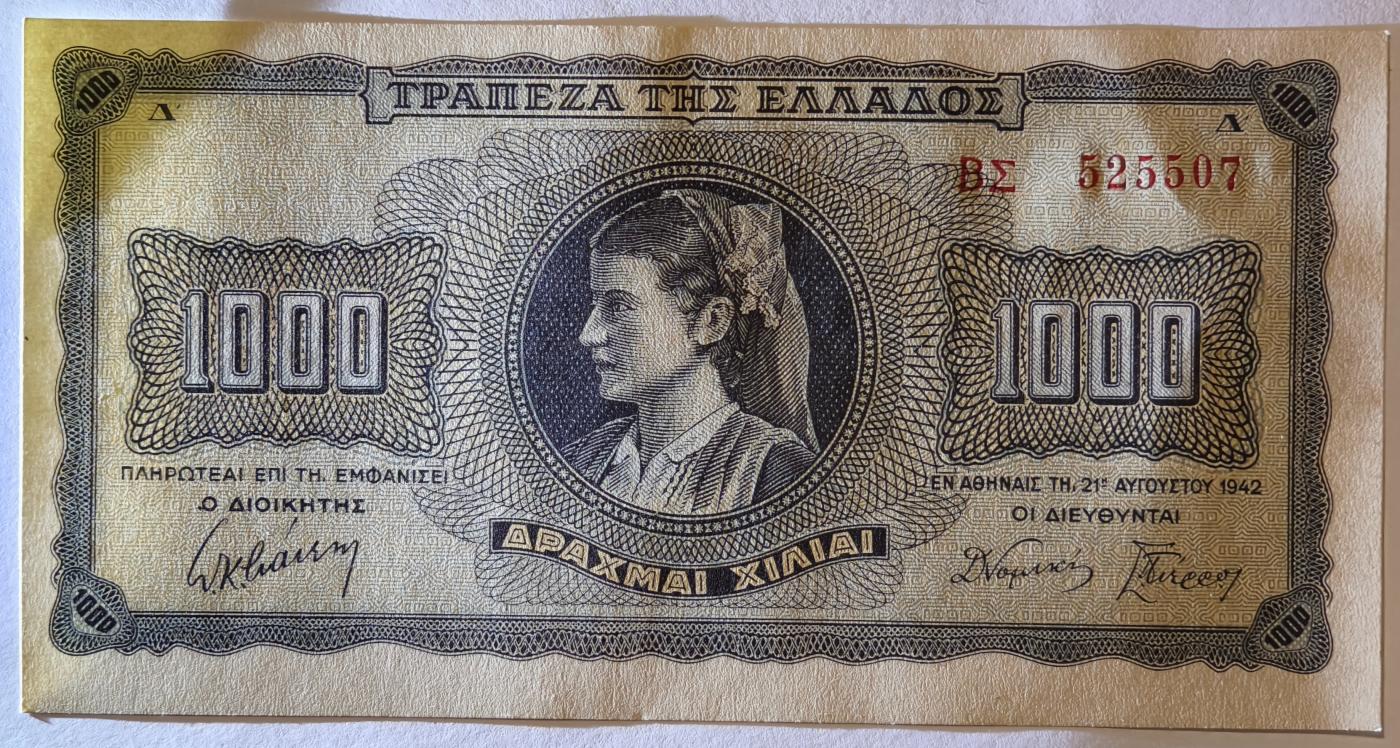 1000
1000
ΤΡΑΠΕΖΑ ΤΗΣ ΕΛΛΑΔΟΣ
Δ
Δ
ΒΣ 525507
1000
1000
ΠΛΗΡΩΤΕΑΙ ΕΠΙ ΤΗ. ΕΜΦΑΝΙΣΕΙ
Ο ΔΙΟΙΚΗΤΗΣ
ΕΝ ΑΘΗΝΑΙΣ ΤΗ. 21ῃ ΑΥΓΟΥΣΤΟΥ 1942
ΟΙ ΔΙΕΥΘΥΝΤΑΙ
ΔΡΑΧΜΑΙ ΧΙΛΙΑΙ
1000
1000